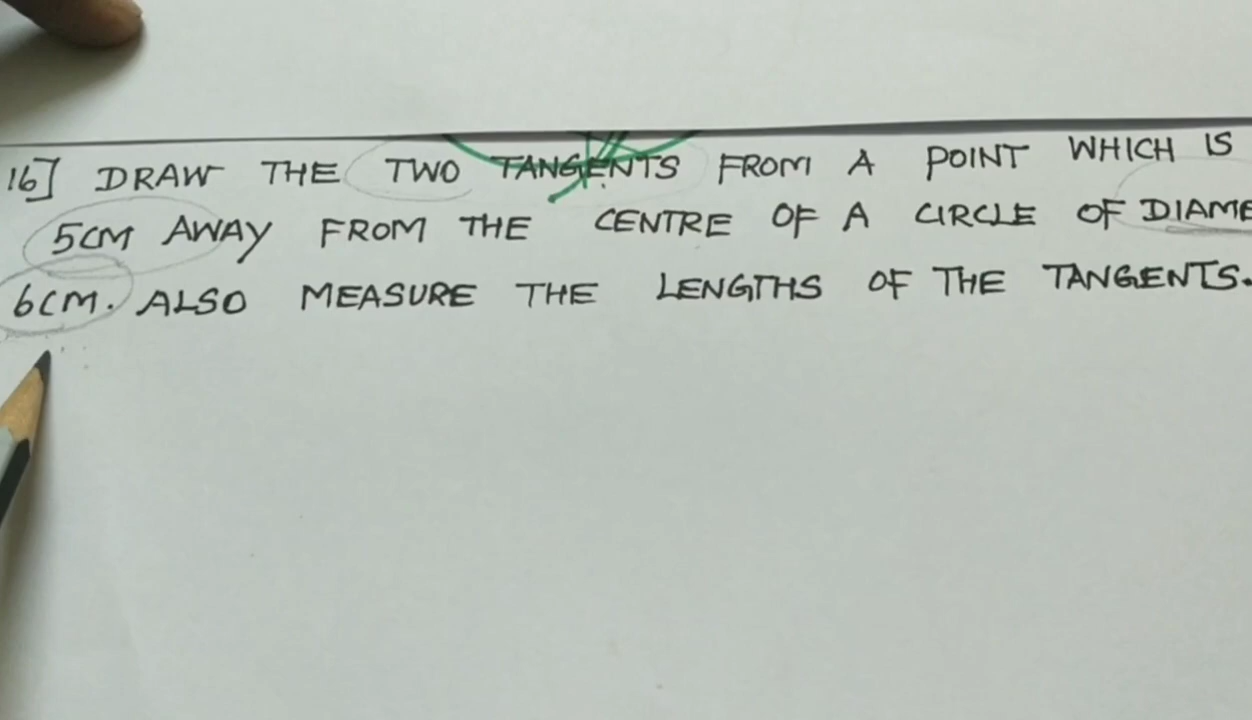 16] DRAW THE TWO TANGENTS FROM A POINT WHICH IS
5CM AWAY FROM THE CENTRE OF A CIRCLE OF DIAME
6CM. ALSO MEASURE THE LENGTHS OF THE TANGENTS.